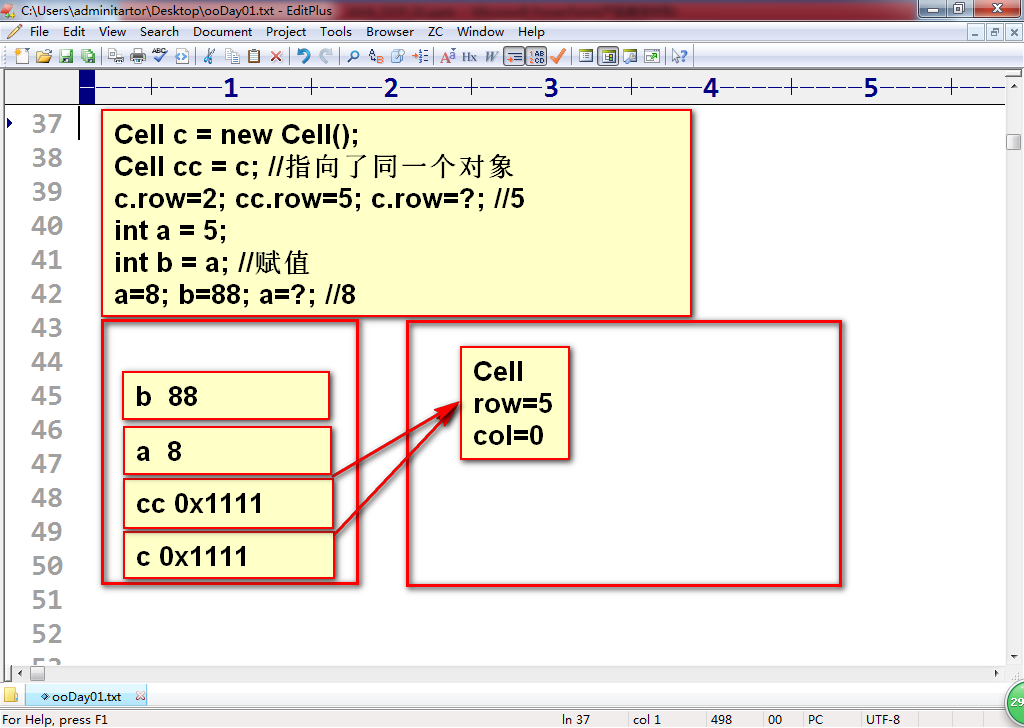 C:\Users\adminitartor\Desktop\ooDay01.txt - EditPlus
File Edit View Search Document Project Tools Browser ZC Window Help
1 2 3 4 5
37
38
39
40
41
42
43
44
45
46
47
48
49
50
51
52
53
Cell c = new Cell();
Cell cc = c; //指向了同一个对象
c.row=2; cc.row=5; c.row=?; //5
int a = 5;
int b = a; //赋值
a=8; b=88; a=?; //8
b 88
a 8
cc 0x1111
c 0x1111
Cell
row=5
col=0
ooDay01.txt
For Help, press F1 ln 37 col 1 498 00 PC UTF-8
29